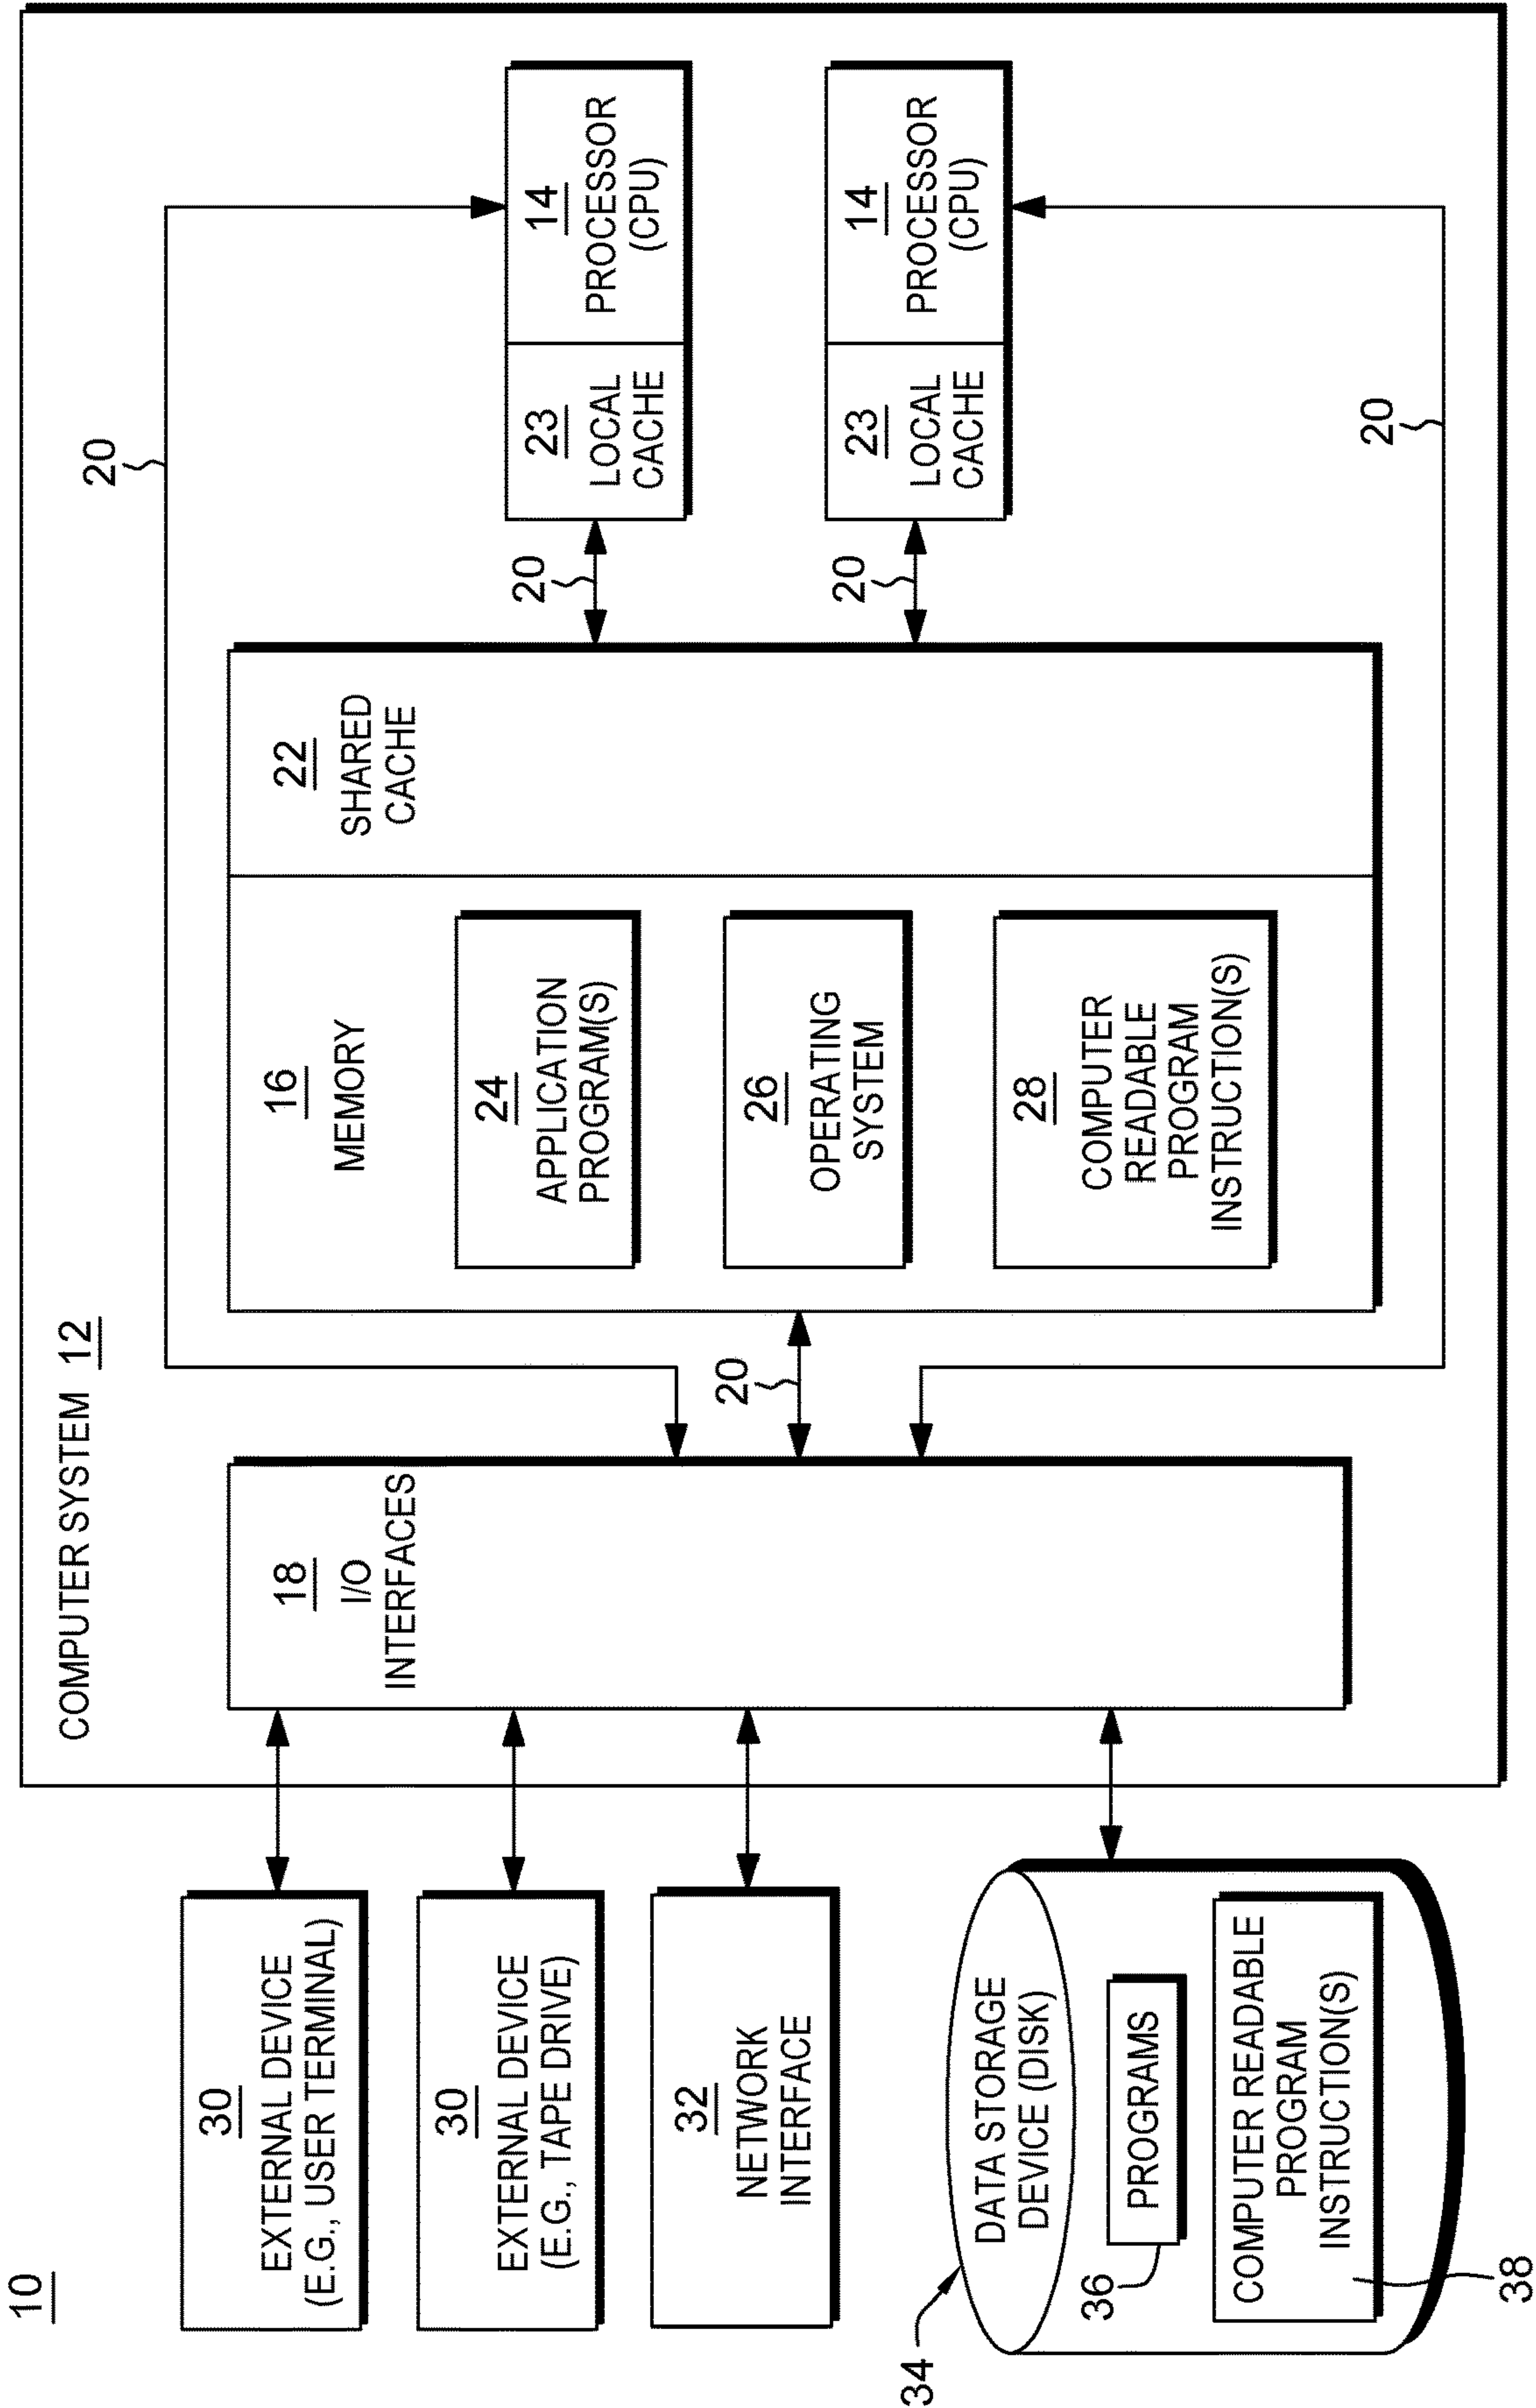 10
COMPUTER SYSTEM 12
30
EXTERNAL DEVICE
(E.G., USER TERMINAL)
30
EXTERNAL DEVICE
(E.G., TAPE DRIVE)
32
NETWORK
INTERFACE
34
DATA STORAGE
DEVICE (DISK)
36
PROGRAMS
COMPUTER READABLE
PROGRAM
INSTRUCTION(S)
38
18
I/O
INTERFACES
20
20
16
MEMORY
24
APPLICATION
PROGRAM(S)
26
OPERATING
SYSTEM
28
COMPUTER
READABLE
PROGRAM
INSTRUCTION(S)
22
SHARED
CACHE
20
20
23
LOCAL
CACHE
14
PROCESSOR
(CPU)
23
LOCAL
CACHE
14
PROCESSOR
(CPU)
20